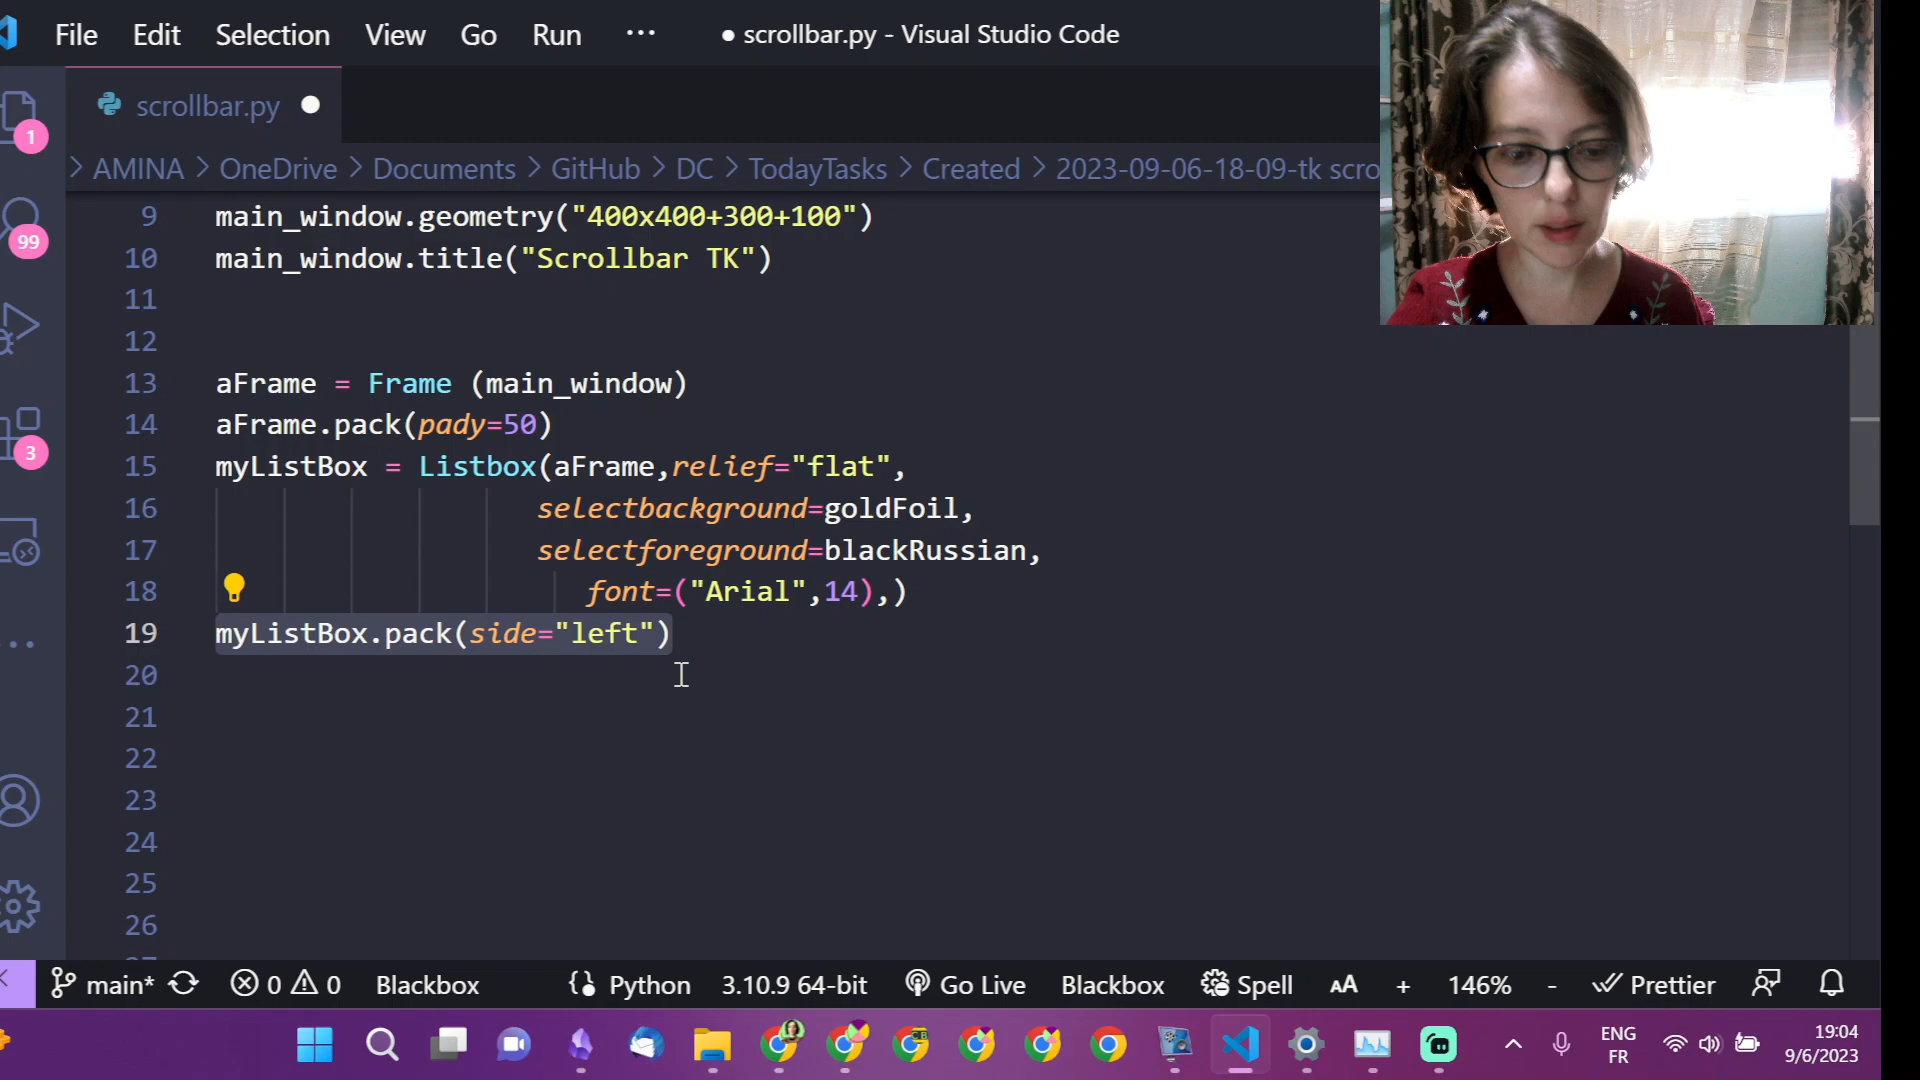 File Edit Selection View Go Run ··· ● scrollbar.py - Visual Studio Code
scrollbar.py
1
> AMINA > OneDrive > Documents > GitHub > DC > TodayTasks > Created > 2023-09-06-18-09-tk scro
9 main_window.geometry("400x400+300+100")
99
10 main_window.title("Scrollbar TK")
11
12
13 aFrame = Frame (main_window)
14 aFrame.pack(pady=50)
3
15 myListBox = Listbox(aFrame,relief="flat",
16 selectbackground=goldFoil,
17 selectforeground=blackRussian,
18 font=("Arial",14),)
19 myListBox.pack(side="left")
20
21
22
23
24
25
26
main* 0 0 Blackbox Python 3.10.9 64-bit Go Live Blackbox Spell AA + 146% - Prettier
CB
ENG
FR
19:04
9/6/2023